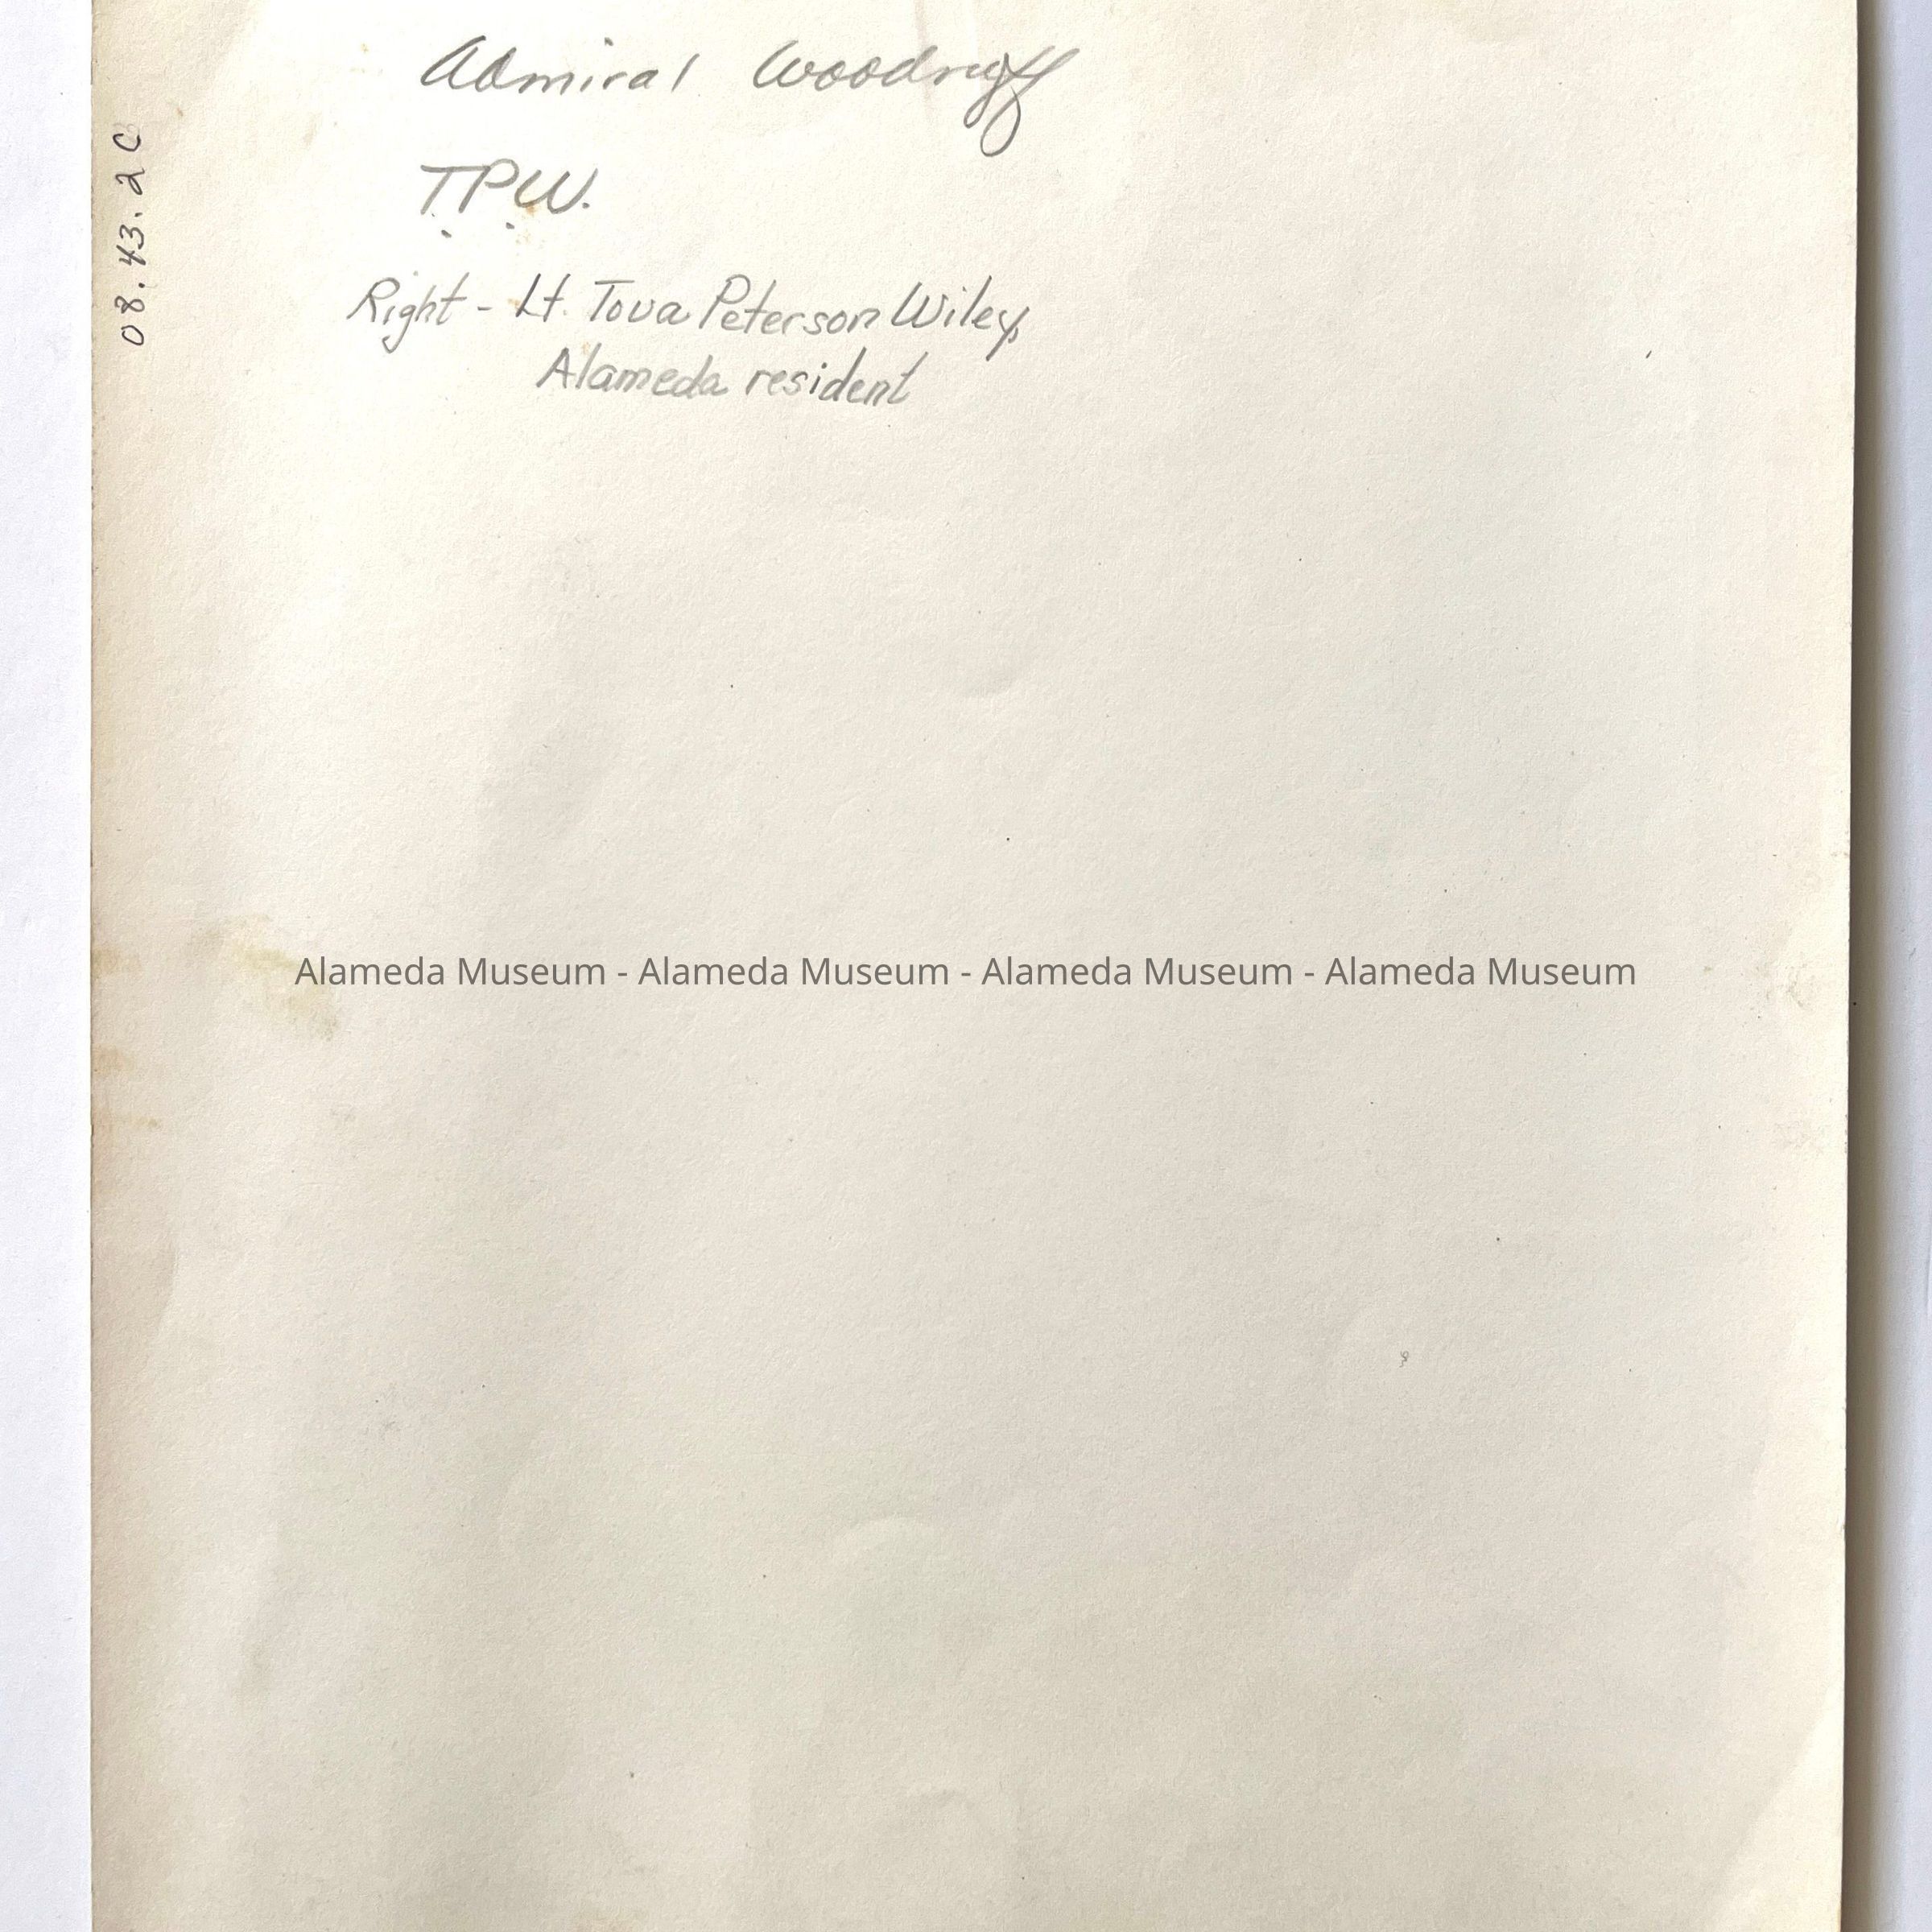 Admiral Woodruff
T.P.W.
Right - Lt. Tova Peterson Wiley,
Alameda resident
08.43.2C
Alameda Museum - Alameda Museum - Alameda Museum - Alameda Museum